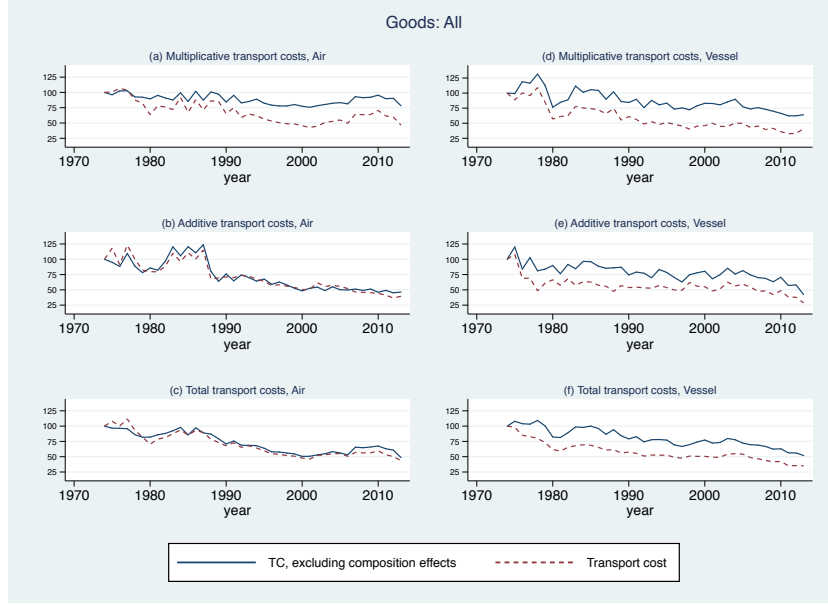 Goods: All
(a) Multiplicative transport costs, Air
125
100
75
50
25
1970 1980 1990 2000 2010
year
(d) Multiplicative transport costs, Vessel
125
100
75
50
25
1970 1980 1990 2000 2010
year
(b) Additive transport costs, Air
125
100
75
50
25
1970 1980 1990 2000 2010
year
(e) Additive transport costs, Vessel
125
100
75
50
25
1970 1980 1990 2000 2010
year
(c) Total transport costs, Air
125
100
75
50
25
1970 1980 1990 2000 2010
year
(f) Total transport costs, Vessel
125
100
75
50
25
1970 1980 1990 2000 2010
year
TC, excluding composition effects
Transport cost